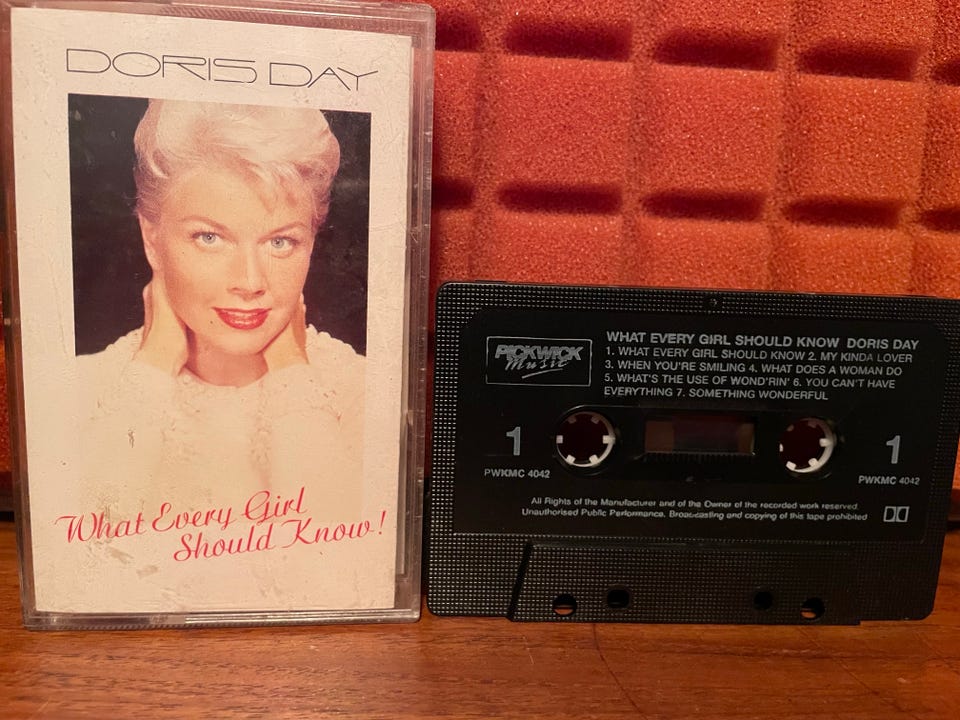 DORIS DAY
What Every Girl
Should Know!
PICKWICK
Music
WHAT EVERY GIRL SHOULD KNOW DORIS DAY
1. WHAT EVERY GIRL SHOULD KNOW 2. MY KINDA LOVER
3. WHEN YOU'RE SMILING 4. WHAT DOES A WOMAN DO
5. WHAT'S THE USE OF WOND'RIN' 6. YOU CAN'T HAVE
EVERYTHING 7. SOMETHING WONDERFUL
1
PWKMC 4042
1
PWKMC 4042
All Rights of the Manufacturer and of the Owner of the recorded work reserved.
Unauthorised Public Performance, Broadcasting and copying of this tape prohibited